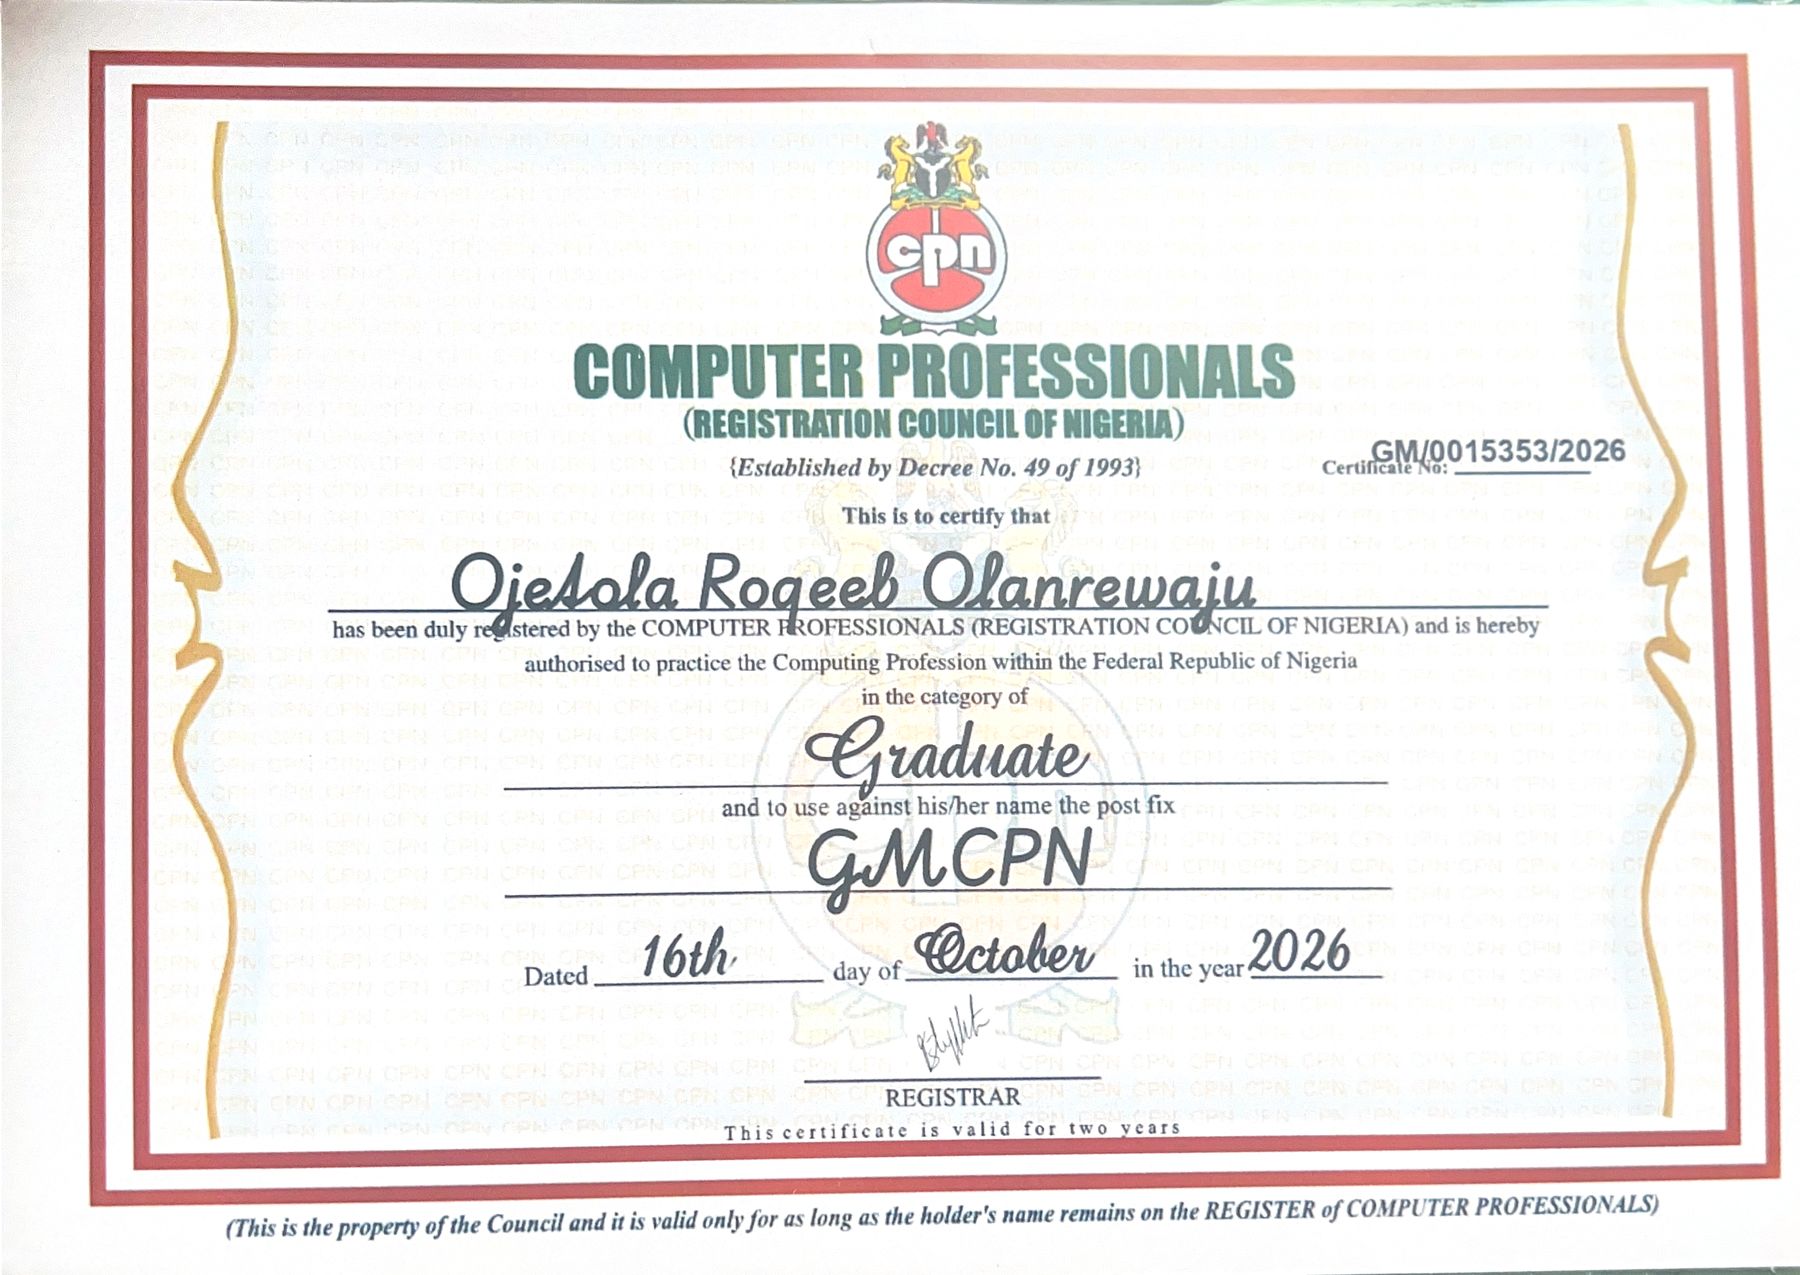 cpn
COMPUTER PROFESSIONALS
(REGISTRATION COUNCIL OF NIGERIA)
{Established by Decree No. 49 of 1993}
Certificate No: GM/0015353/2026
This is to certify that
Ojetola Roqeeb Olanrewaju
has been duly registered by the COMPUTER PROFESSIONALS (REGISTRATION COUNCIL OF NIGERIA) and is hereby
authorised to practice the Computing Profession within the Federal Republic of Nigeria
in the category of
Graduate
and to use against his/her name the post fix
GMCPN
Dated 16th day of October in the year 2026
REGISTRAR
This certificate is valid for two years
(This is the property of the Council and it is valid only for as long as the holder's name remains on the REGISTER of COMPUTER PROFESSIONALS)